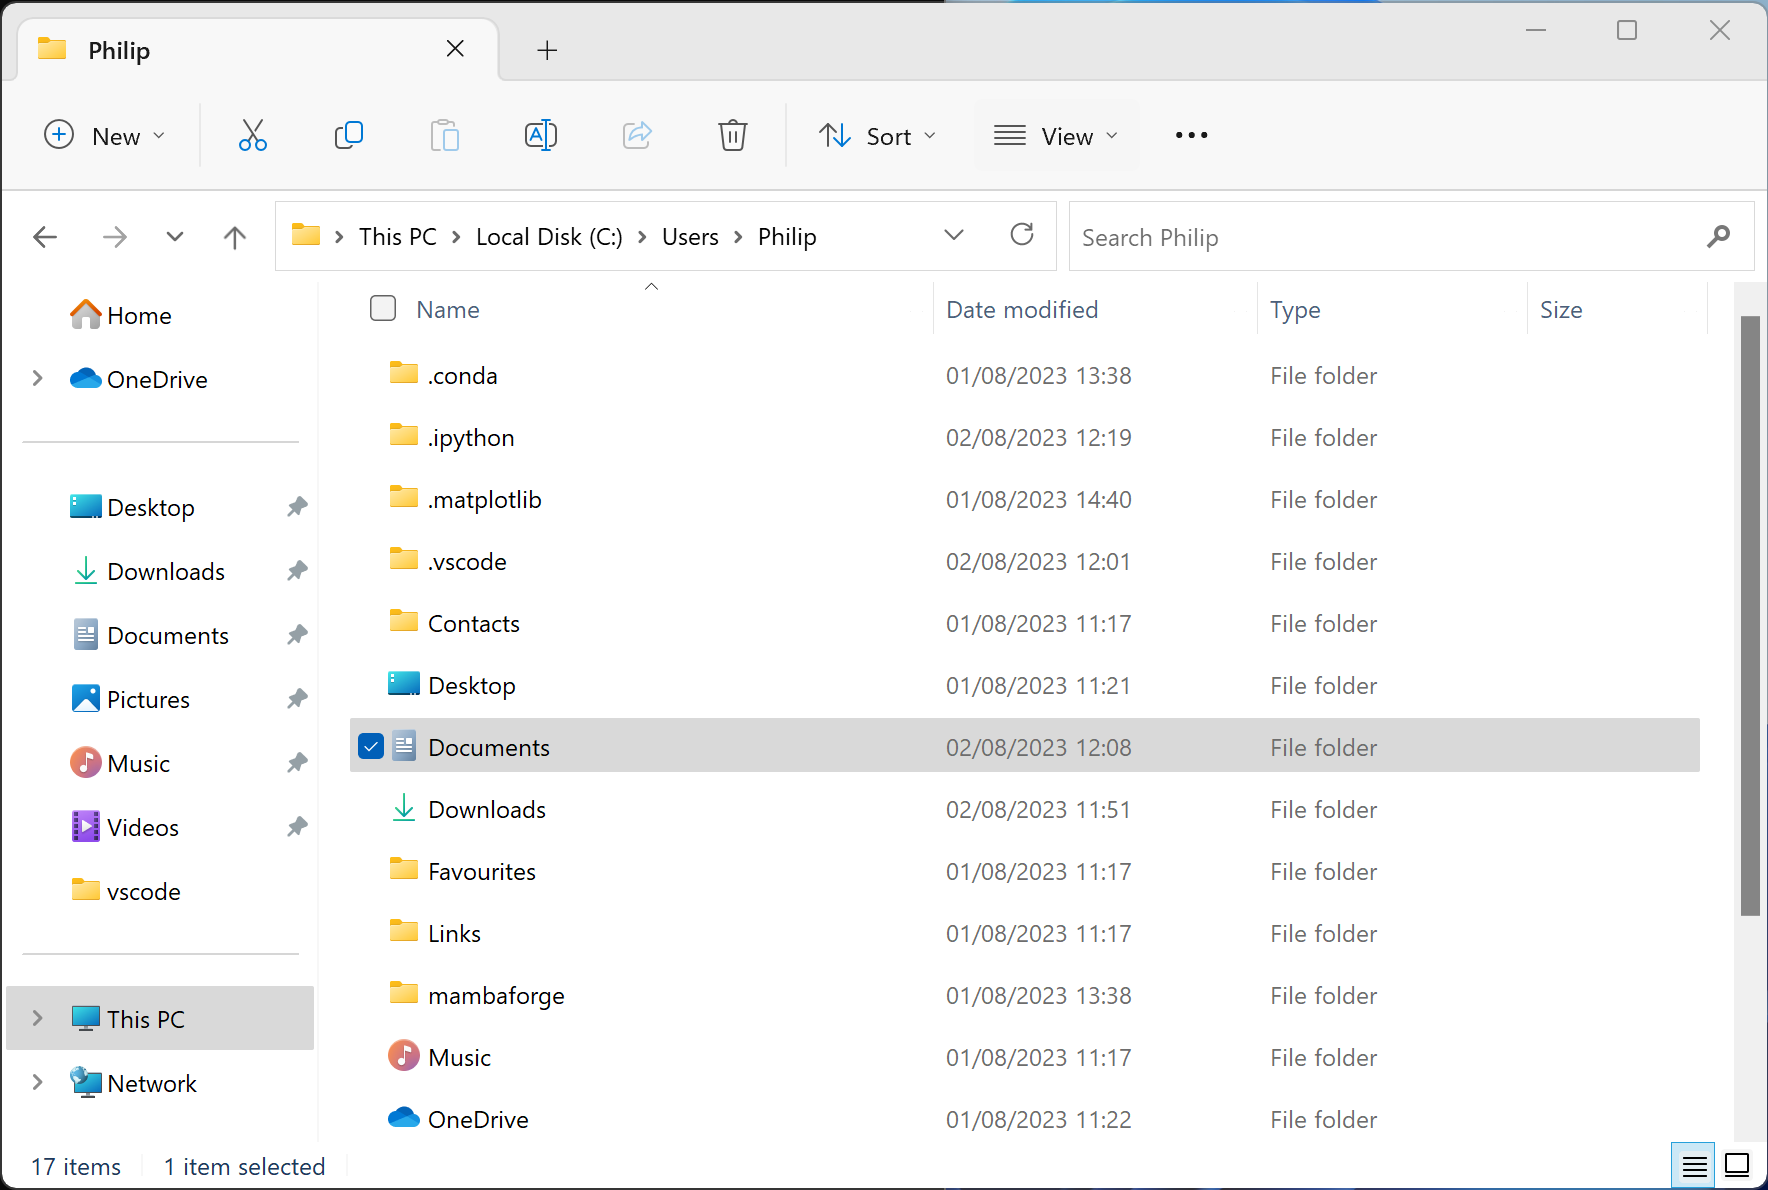 Philip
New
Sort
View
This PC
Local Disk (C:)
Users
Philip
Search Philip
Home
OneDrive
Desktop
Downloads
Documents
Pictures
Music
Videos
vscode
This PC
Network
Name Date modified Type Size
.conda 01/08/2023 13:38 File folder
.ipython 02/08/2023 12:19 File folder
.matplotlib 01/08/2023 14:40 File folder
.vscode 02/08/2023 12:01 File folder
Contacts 01/08/2023 11:17 File folder
Desktop 01/08/2023 11:21 File folder
Documents 02/08/2023 12:08 File folder
Downloads 02/08/2023 11:51 File folder
Favourites 01/08/2023 11:17 File folder
Links 01/08/2023 11:17 File folder
mambaforge 01/08/2023 13:38 File folder
Music 01/08/2023 11:17 File folder
OneDrive 01/08/2023 11:22 File folder
17 items
1 item selected